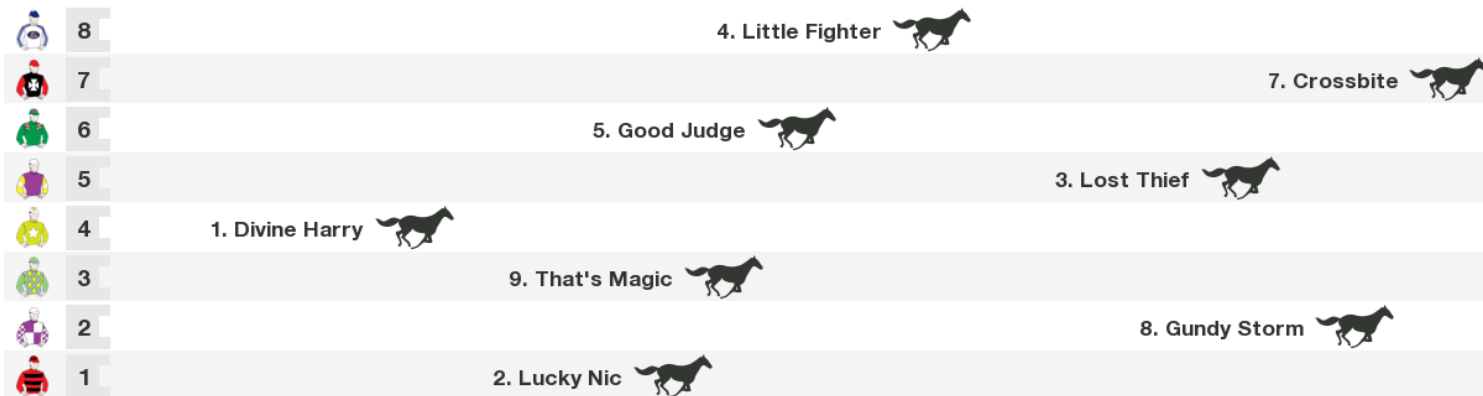 8 4. Little Fighter
7 7. Crossbite
6 5. Good Judge
5 3. Lost Thief
4 1. Divine Harry
3 9. That's Magic
2 8. Gundy Storm
1 2. Lucky Nic